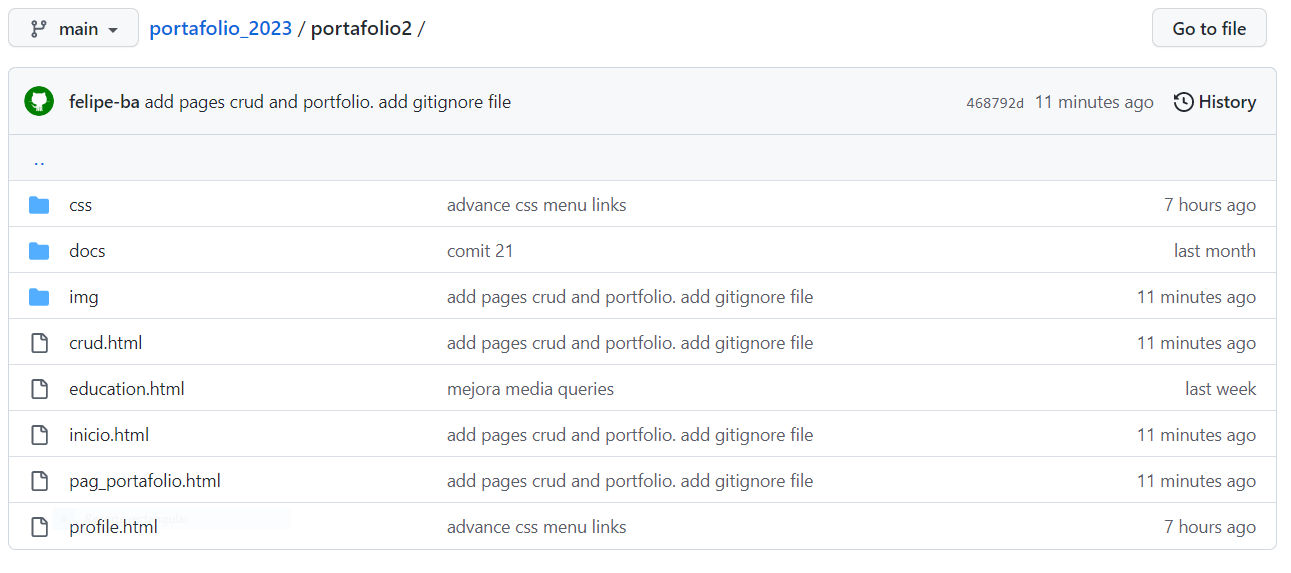 main portafolio_2023 / portafolio2 / Go to file
felipe-ba add pages crud and portfolio. add gitignore file 468792d 11 minutes ago History
..
css advance css menu links 7 hours ago
docs comit 21 last month
img add pages crud and portfolio. add gitignore file 11 minutes ago
crud.html add pages crud and portfolio. add gitignore file 11 minutes ago
education.html mejora media queries last week
inicio.html add pages crud and portfolio. add gitignore file 11 minutes ago
pag_portafolio.html add pages crud and portfolio. add gitignore file 11 minutes ago
profile.html advance css menu links 7 hours ago